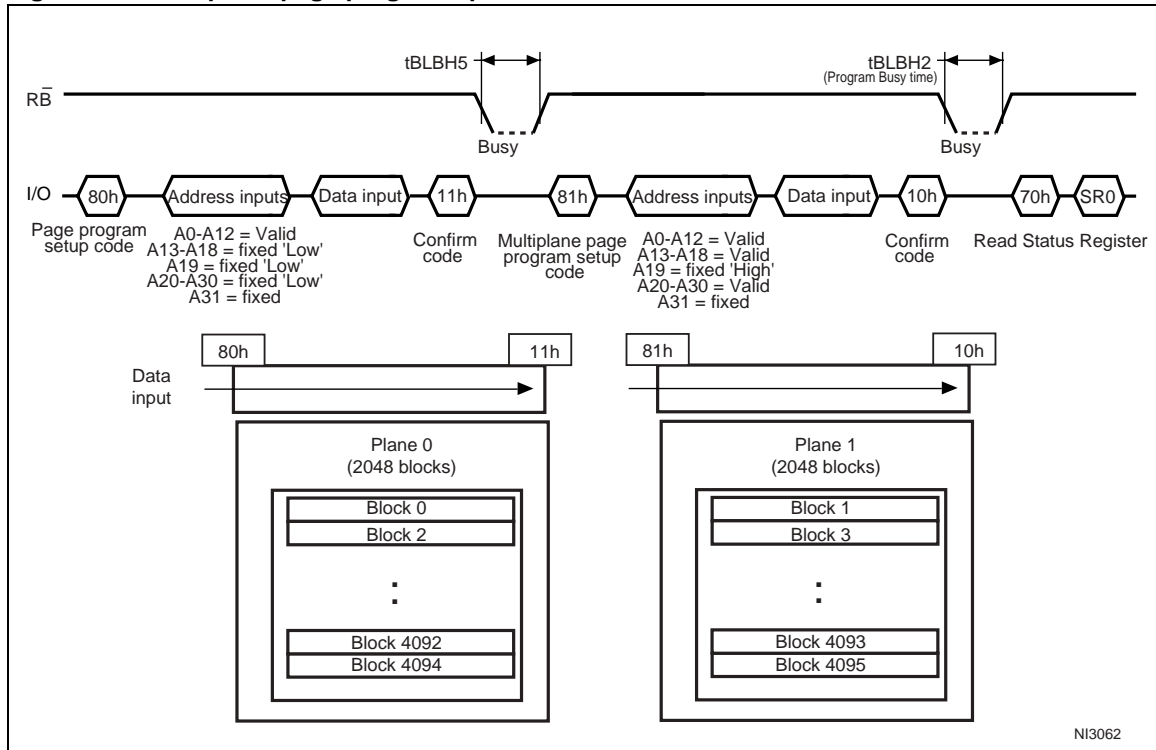 tBLBH5
tBLBH2
(Program Busy time)
RB̅
Busy
Busy
I/O
80h
Address inputs
Data input
11h
81h
Address inputs
Data input
10h
70h
SR0
Page program
setup code
A0-A12 = Valid
A13-A18 = fixed 'Low'
A19 = fixed 'Low'
A20-A30 = fixed 'Low'
A31 = fixed
Confirm
code
Multiplane page
program setup
code
A0-A12 = Valid
A13-A18 = Valid
A19 = fixed 'High'
A20-A30 = Valid
A31 = fixed
Confirm
code
Read Status Register
80h
11h
81h
10h
Data
input
Plane 0
(2048 blocks)
Block 0
Block 2
:
Block 4092
Block 4094
Plane 1
(2048 blocks)
Block 1
Block 3
:
Block 4093
Block 4095
NI3062